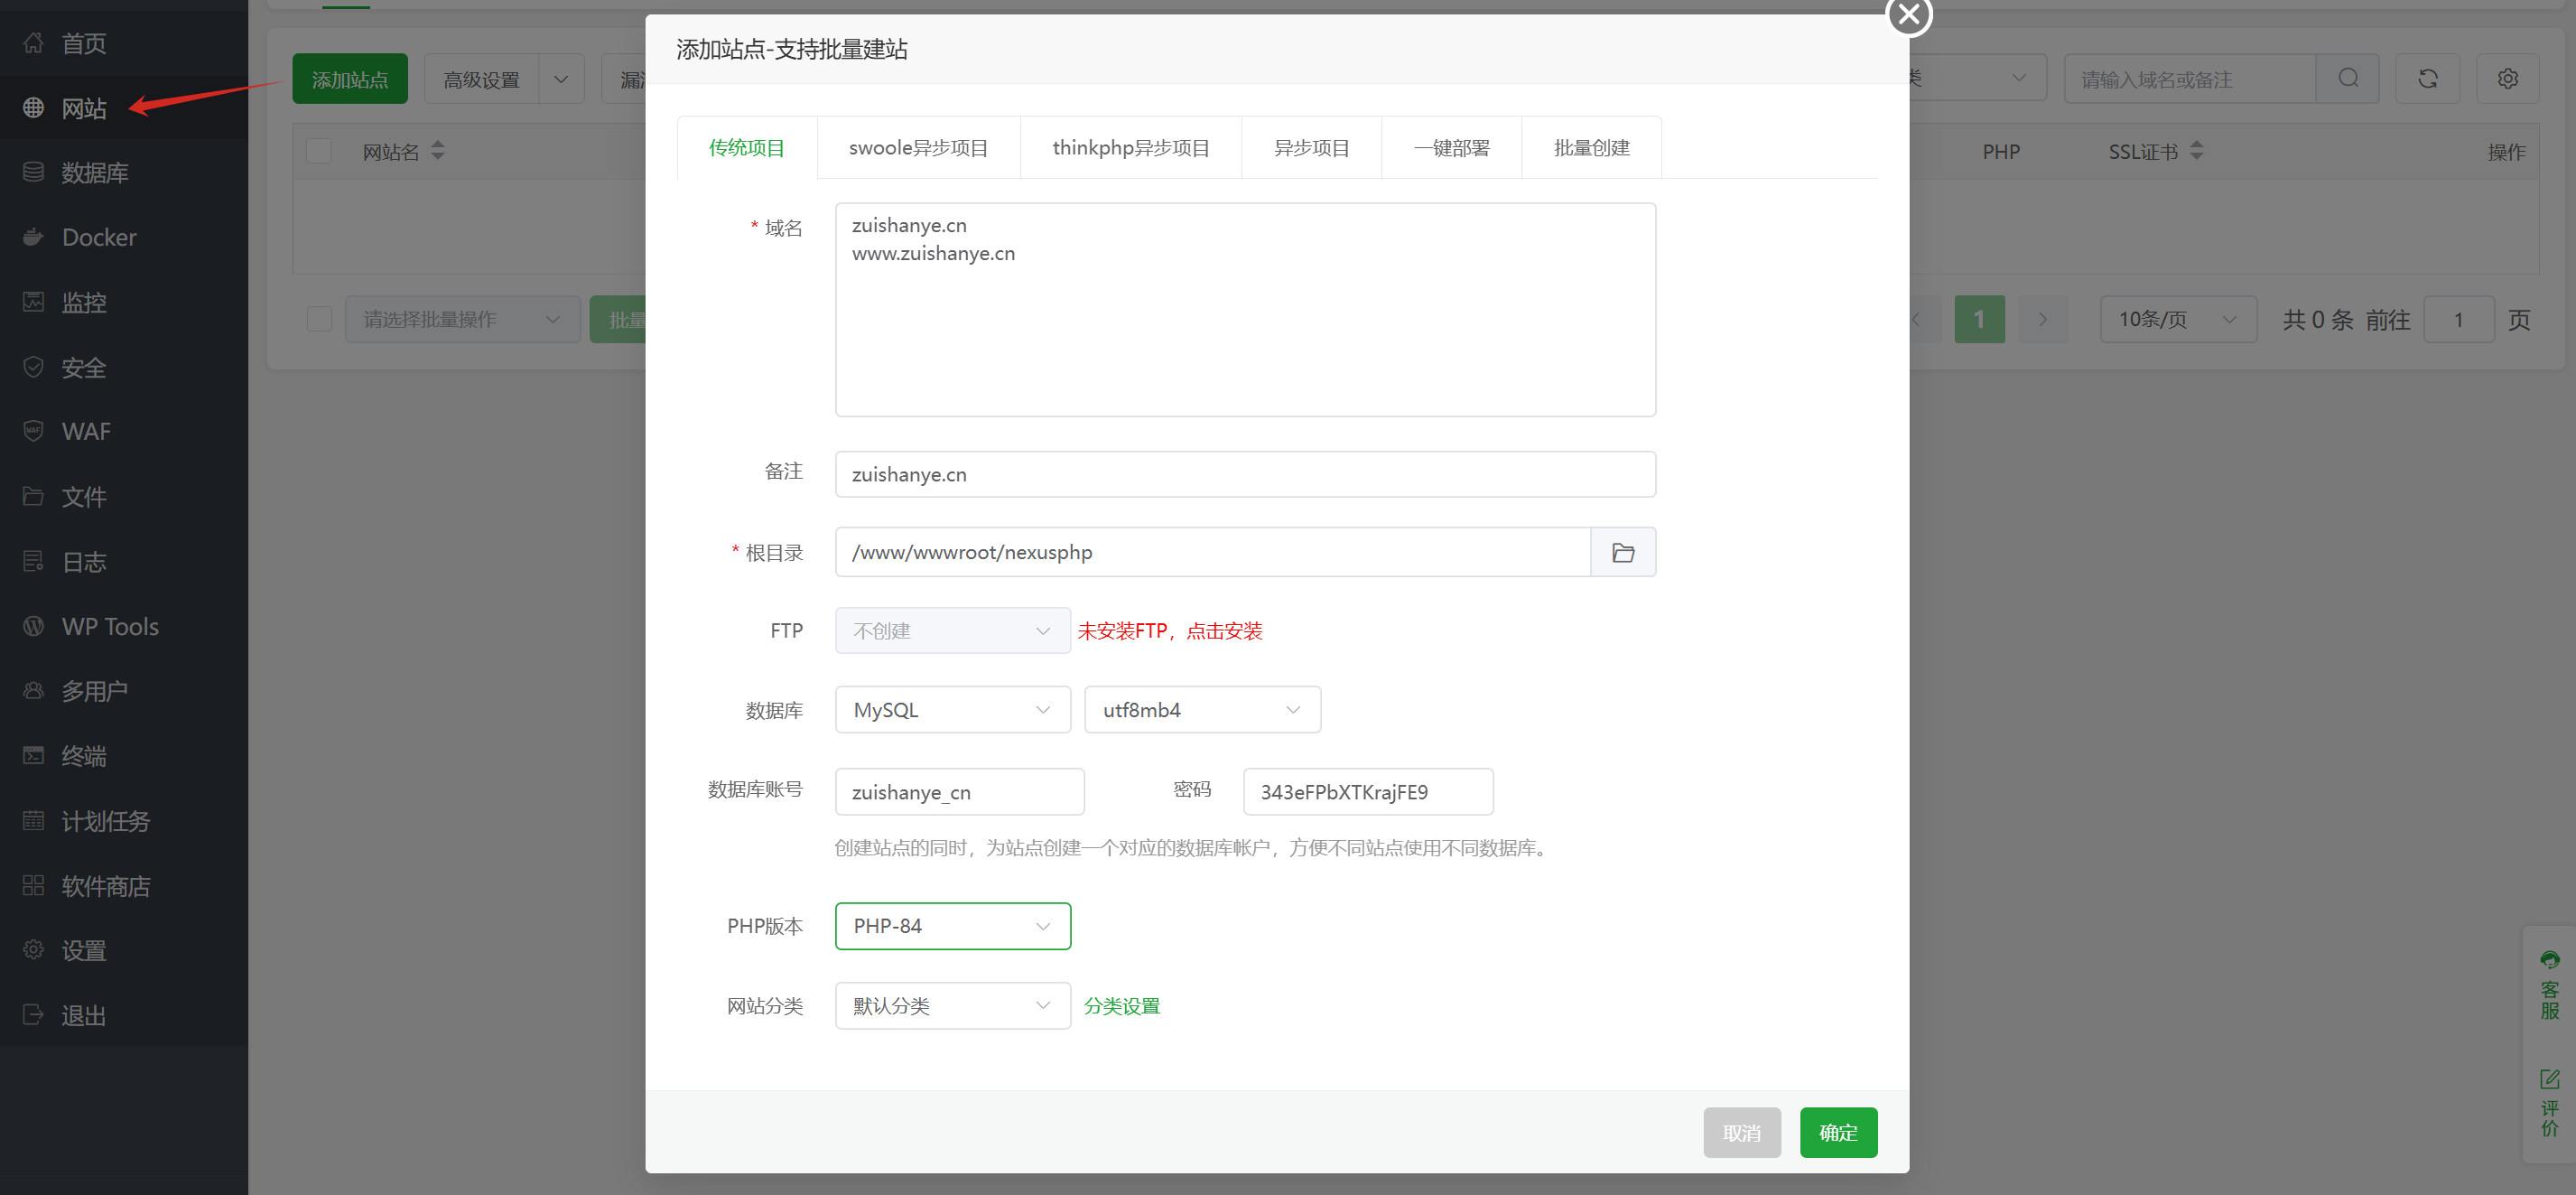 首页
网站
数据库
Docker
监控
安全
WAF
文件
日志
WP Tools
多用户
终端
计划任务
软件商店
设置
退出
添加站点
高级设置
网站名
请选择批量操作
批量
添加站点-支持批量建站
传统项目
swoole异步项目
thinkphp异步项目
异步项目
一键部署
批量创建
* 域名
zuishanye.cn
www.zuishanye.cn
备注
zuishanye.cn
* 根目录
/www/wwwroot/nexusphp
FTP
不创建
未安装FTP，点击安装
数据库
MySQL
utf8mb4
数据库账号
zuishanye_cn
密码
343eFPbXTKrajFE9
创建站点的同时，为站点创建一个对应的数据库帐户，方便不同站点使用不同数据库。
PHP版本
PHP-84
网站分类
默认分类
分类设置
取消
确定
类
请输入域名或备注
PHP
SSL证书
操作
1
10条/页
共 0 条
前往
1
页
客服
评价